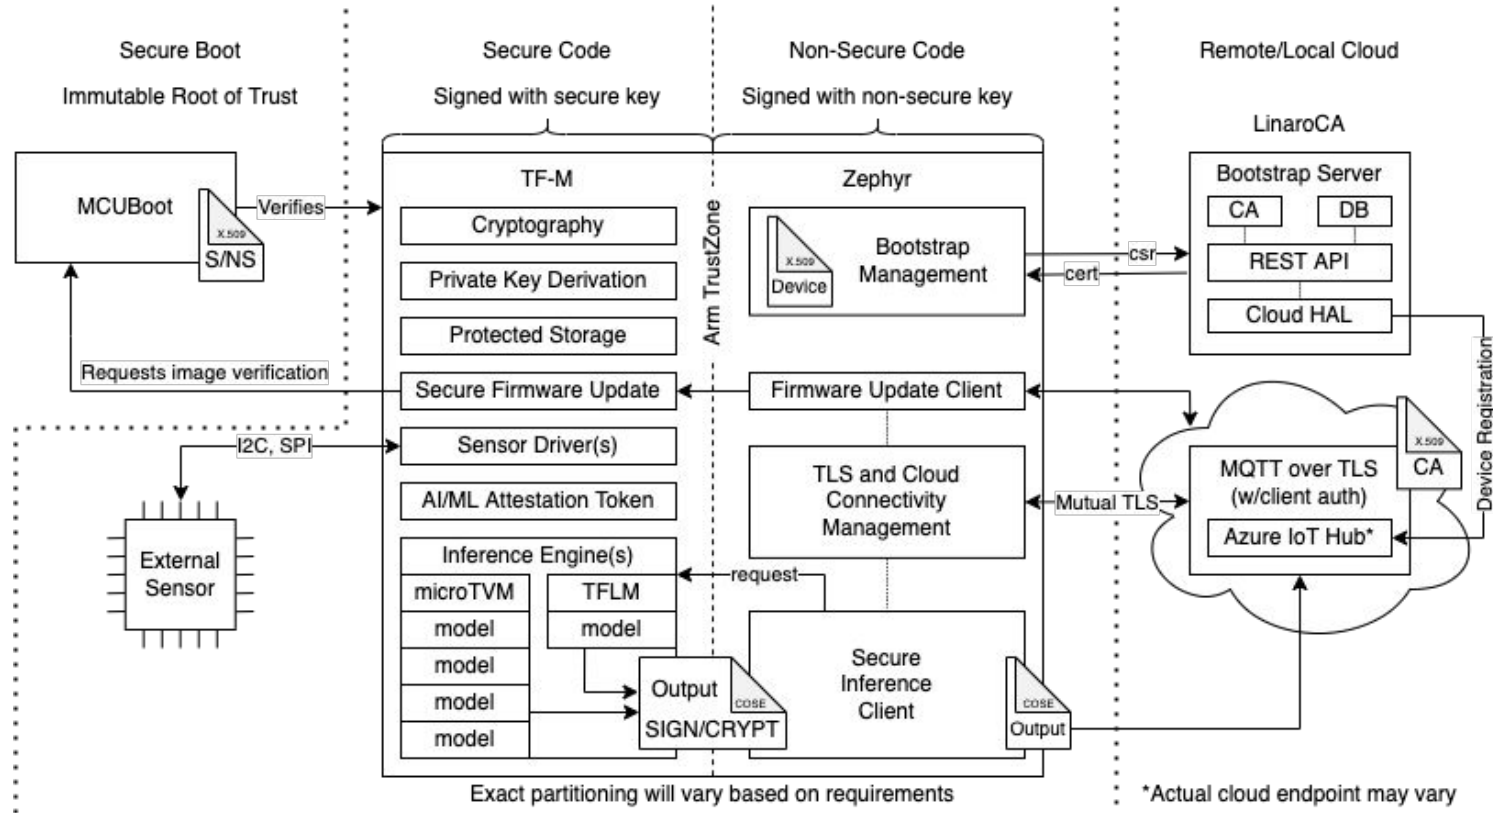 Secure Boot
Immutable Root of Trust
MCUBoot
X.509
S/NS
Verifies
Requests image verification
I2C, SPI
External
Sensor
Secure Code
Signed with secure key
TF-M
Cryptography
Private Key Derivation
Protected Storage
Secure Firmware Update
Sensor Driver(s)
AI/ML Attestation Token
Inference Engine(s)
microTVM
model
model
model
model
TFLM
model
Output
COSE
SIGN/CRYPT
Arm TrustZone
Non-Secure Code
Signed with non-secure key
Zephyr
X.509
Device
Bootstrap
Management
Firmware Update Client
TLS and Cloud
Connectivity
Management
request
Secure
Inference
Client
COSE
Output
Exact partitioning will vary based on requirements
csr
cert
Mutual TLS
Remote/Local Cloud
LinaroCA
Bootstrap Server
CA
DB
REST API
Cloud HAL
Device Registration
X.509
CA
MQTT over TLS
(w/client auth)
Azure IoT Hub*
*Actual cloud endpoint may vary